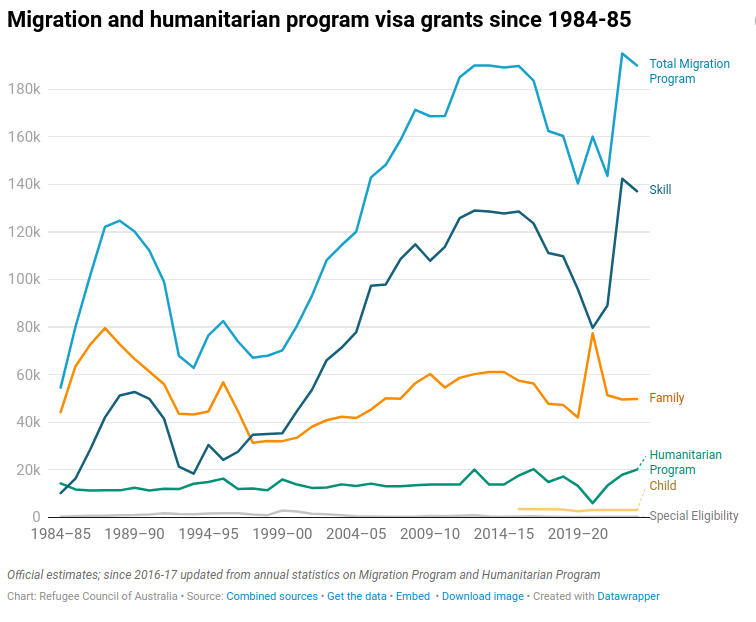 Migration and humanitarian program visa grants since 1984-85
Total Migration
Program
180k
160k
140k
Skill
120k
100k
80k
60k
Family
40k
Humanitarian
20k
Program
Child
0
Special Eligibility
1984–85 1989–90 1994–95 1999–00 2004–05 2009–10 2014–15 2019–20
Official estimates; since 2016-17 updated from annual statistics on Migration Program and Humanitarian Program
Chart: Refugee Council of Australia • Source: Combined sources • Get the data • Embed • Download image • Created with Datawrapper